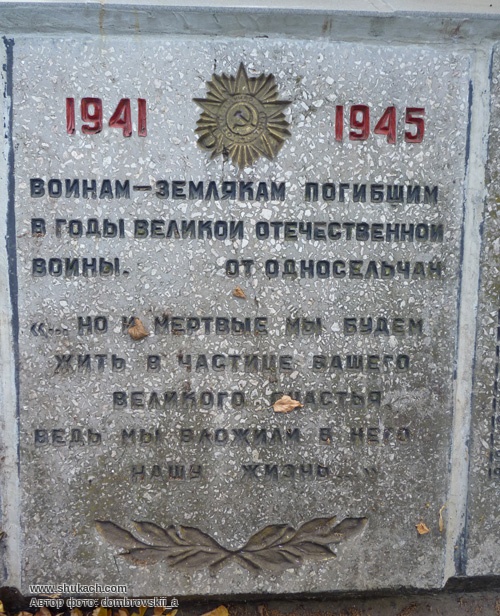 1941 1945
ВОИНАМ-ЗЕМЛЯКАМ ПОГИБШИМ
В ГОДЫ ВЕЛИКОЙ ОТЕЧЕСТВЕННОЙ
ВОЙНЫ. ОТ ОДНОСЕЛЬЧАН
«... НО И МЕРТВЫЕ МЫ БУДЕМ
ЖИТЬ В ЧАСТИЦЕ ВАШЕГО
ВЕЛИКОГО СЧАСТЬЯ,
ВЕДЬ МЫ ВЛОЖИЛИ В НЕГО
НАШУ ЖИЗНЬ...»
www.shukach.com
Автор фото: dombrovskii_a